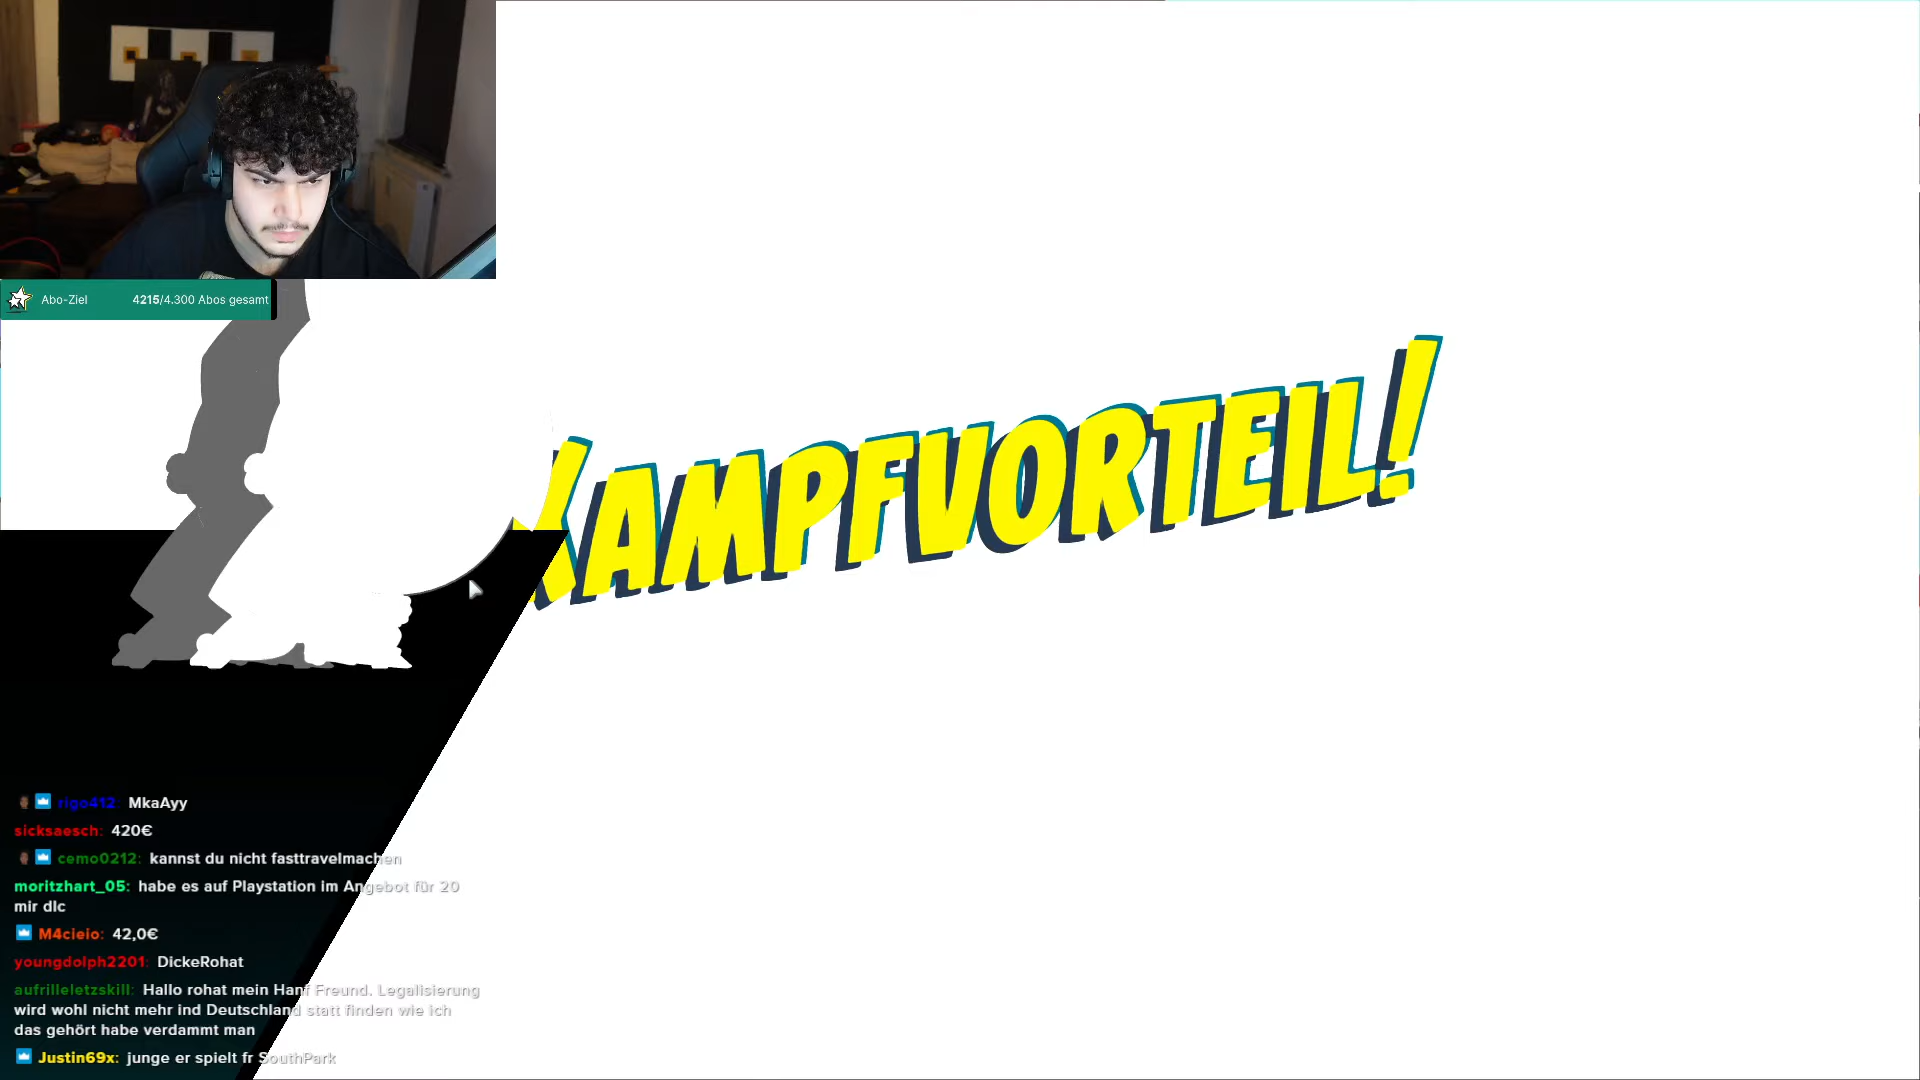 Abo-Ziel 4215/4.300 Abos gesamt
KAMPFVORTEIL!
rigo412: MkaAyy
sicksaesch: 420€
cemo0212: kannst du nicht fasttravelmachen
moritzhart_05: habe es auf Playstation im Angebot für 20
mir dlc
M4cieio: 42,0€
youngdolph2201: DickeRohat
aufrilleletzskill: Hallo rohat mein Hanf Freund. Legalisierung
wird wohl nicht mehr ind Deutschland statt finden wie ich
das gehört habe verdammt man
Justin69x: junge er spielt fr SouthPark